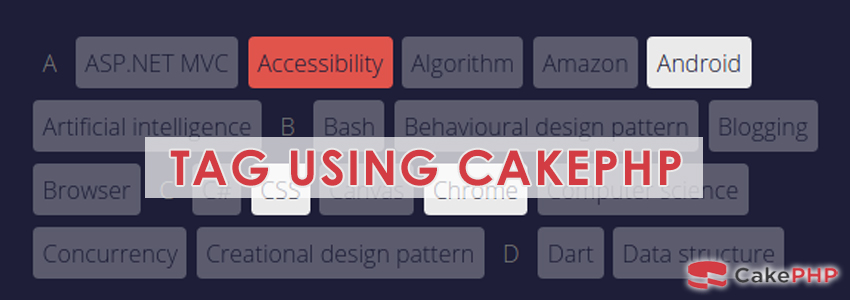 A ASP.NET MVC Accessibility Algorithm Amazon Android
Artificial intelligence B Bash Behavioural design pattern Blogging
TAG USING CAKEPHP
Browser C C# CSS Canvas Chrome Computer science
Concurrency Creational design pattern D Dart Data structure
CakePHP